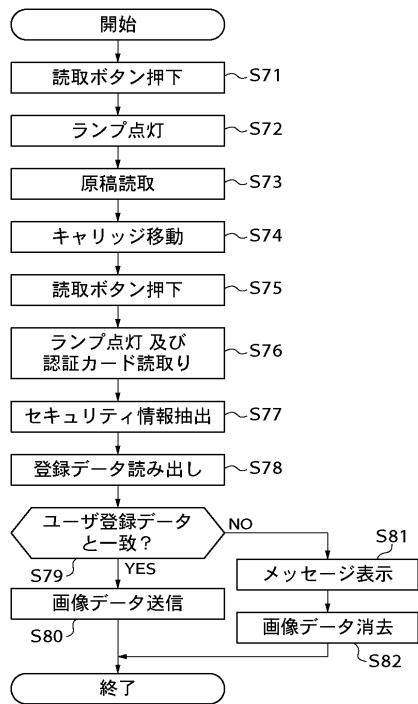 開始
読取ボタン押下
S71
ランプ点灯
S72
原稿読取
S73
キャリッジ移動
S74
読取ボタン押下
S75
ランプ点灯 及び
認証カード読取り
S76
セキュリティ情報抽出
S77
登録データ読み出し
S78
ユーザ登録データ
と一致？
NO
S79
YES
S81
メッセージ表示
画像データ送信
S80
画像データ消去
S82
終了